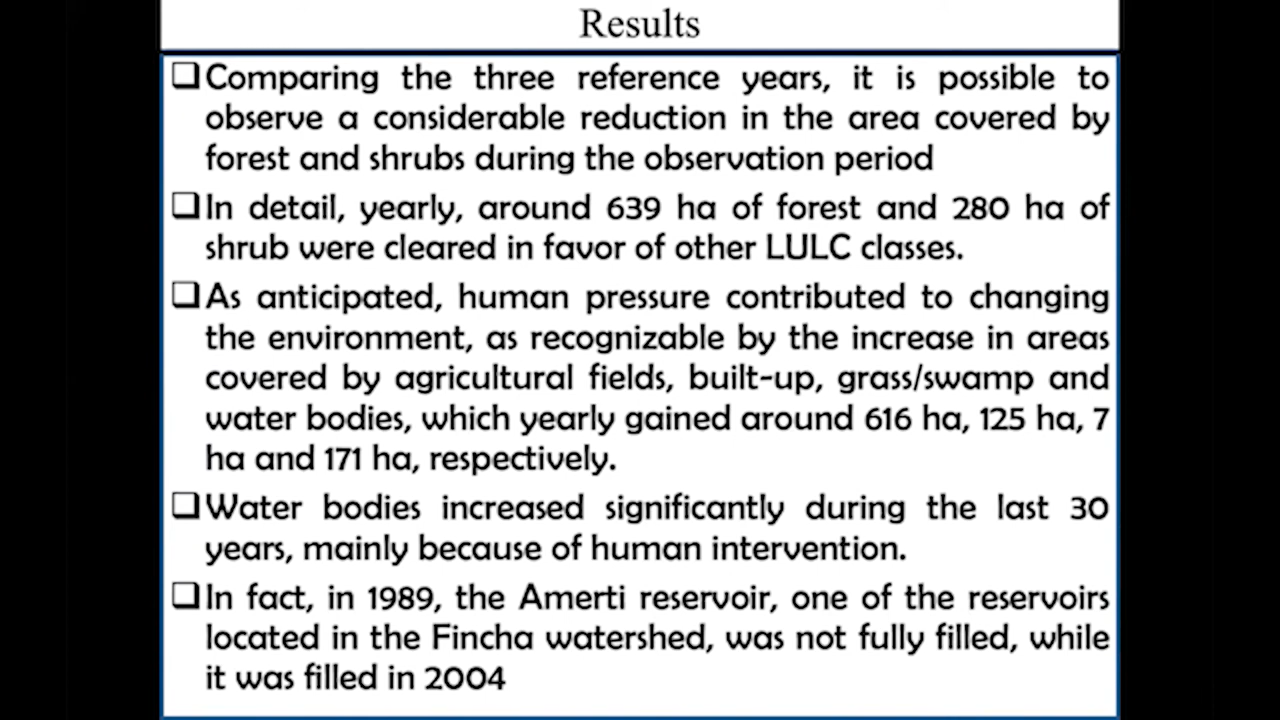 Results
❑Comparing the three reference years, it is possible to
observe a considerable reduction in the area covered by
forest and shrubs during the observation period
❑In detail, yearly, around 639 ha of forest and 280 ha of
shrub were cleared in favor of other LULC classes.
❑As anticipated, human pressure contributed to changing
the environment, as recognizable by the increase in areas
covered by agricultural fields, built-up, grass/swamp and
water bodies, which yearly gained around 616 ha, 125 ha, 7
ha and 171 ha, respectively.
❑Water bodies increased significantly during the last 30
years, mainly because of human intervention.
❑In fact, in 1989, the Amerti reservoir, one of the reservoirs
located in the Fincha watershed, was not fully filled, while
it was filled in 2004